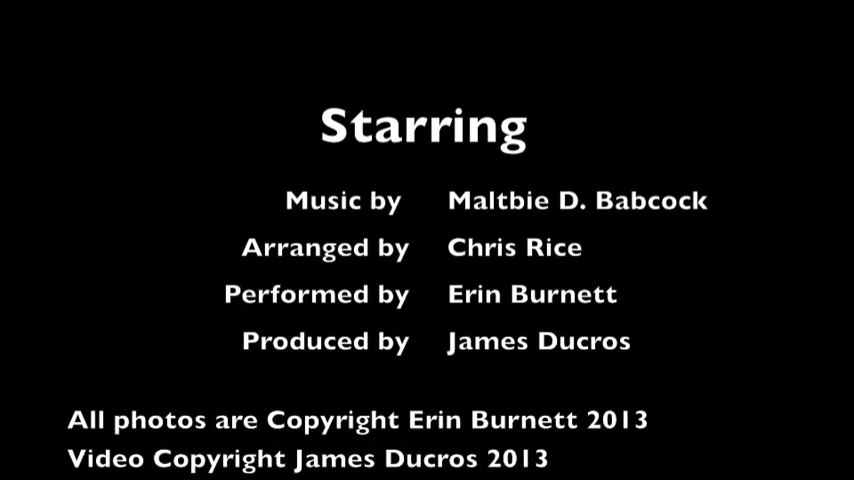 Starring
Music by Maltbie D. Babcock
Arranged by Chris Rice
Performed by Erin Burnett
Produced by James Ducros
All photos are Copyright Erin Burnett 2013
Video Copyright James Ducros 2013